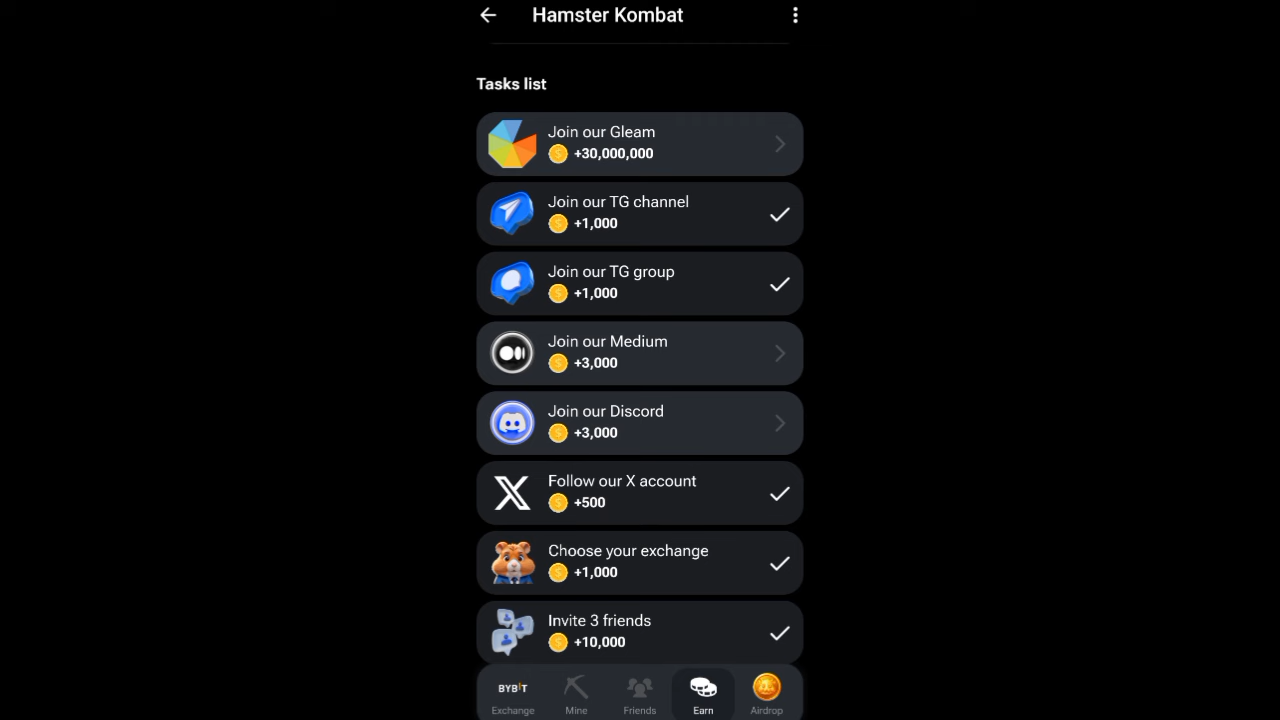 Hamster Kombat
Tasks list
Join our Gleam
+30,000,000
Join our TG channel
+1,000
Join our TG group
+1,000
Join our Medium
+3,000
Join our Discord
+3,000
Follow our X account
+500
Choose your exchange
+1,000
Invite 3 friends
+10,000
BYBIT
Exchange Mine Friends Earn Airdrop